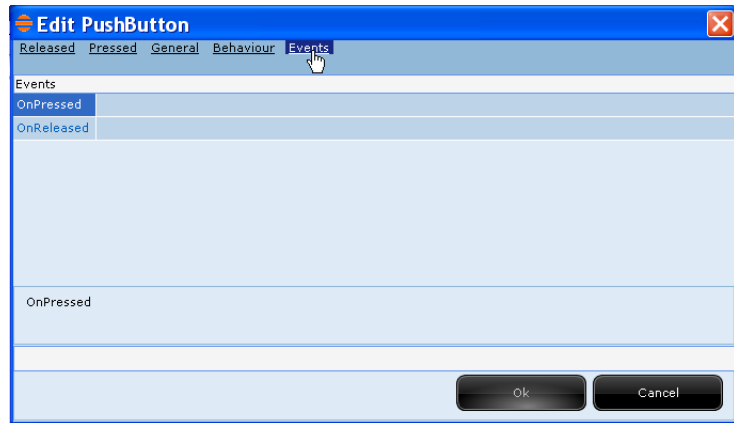 Edit PushButton
Released Pressed General Behaviour Events
Events
OnPressed
OnReleased
OnPressed
Ok Cancel